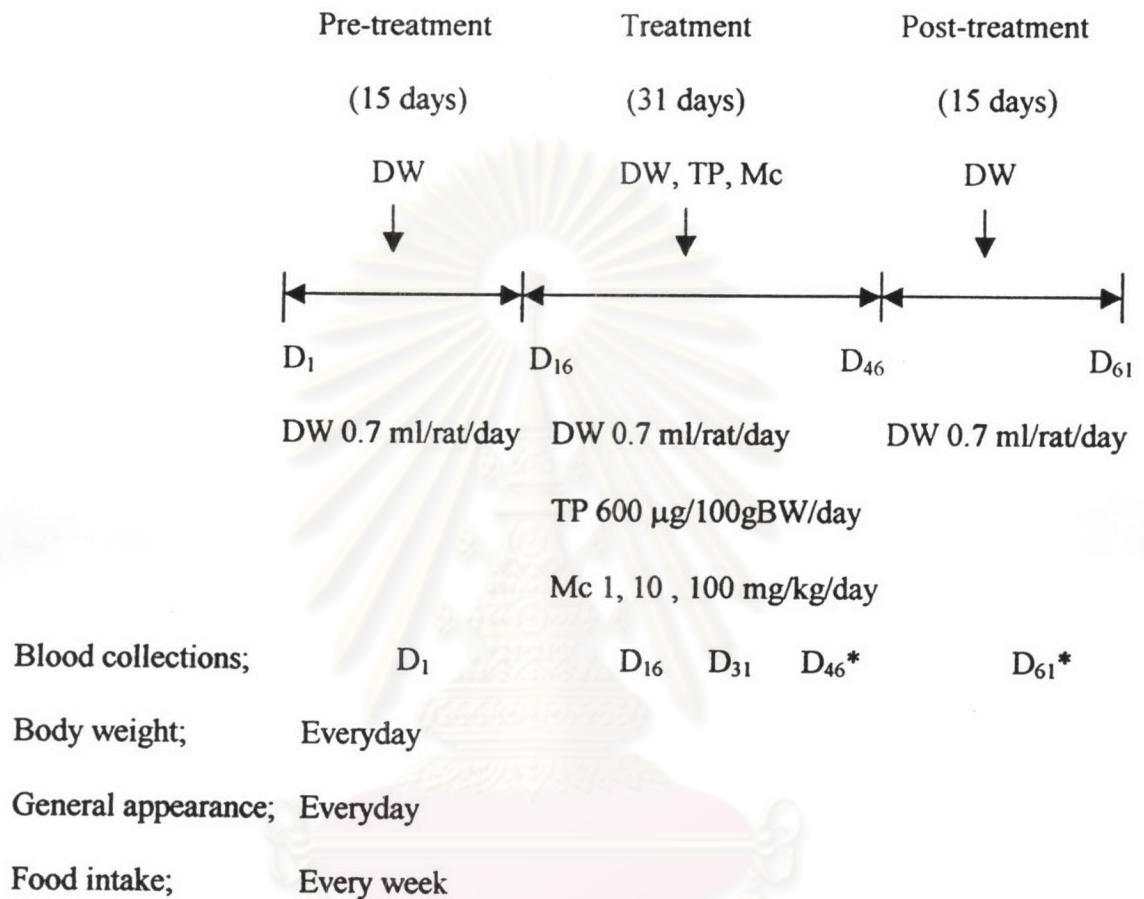 Pre-treatment Treatment Post-treatment
(15 days) (31 days) (15 days)
DW DW, TP, Mc DW
D₁ D₁₆ D₄₆ D₆₁
DW 0.7 ml/rat/day DW 0.7 ml/rat/day DW 0.7 ml/rat/day
TP 600 µg/100gBW/day
Mc 1, 10 , 100 mg/kg/day
Blood collections; D₁ D₁₆ D₃₁ D₄₆* D₆₁*
Body weight; Everyday
General appearance; Everyday
Food intake; Every week